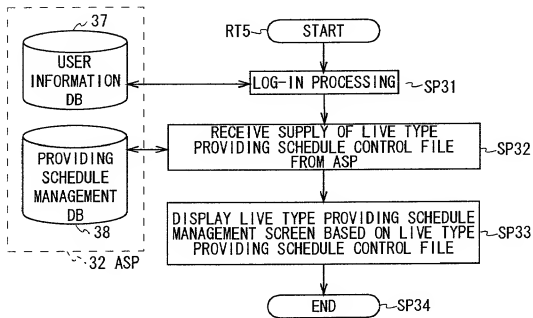 37
USER
INFORMATION
DB
PROVIDING
SCHEDULE
MANAGEMENT
DB
38
32 ASP
RT5
START
LOG-IN PROCESSING
SP31
RECEIVE SUPPLY OF LIVE TYPE
PROVIDING SCHEDULE CONTROL FILE
FROM ASP
SP32
DISPLAY LIVE TYPE PROVIDING SCHEDULE
MANAGEMENT SCREEN BASED ON LIVE TYPE
PROVIDING SCHEDULE CONTROL FILE
SP33
END
SP34